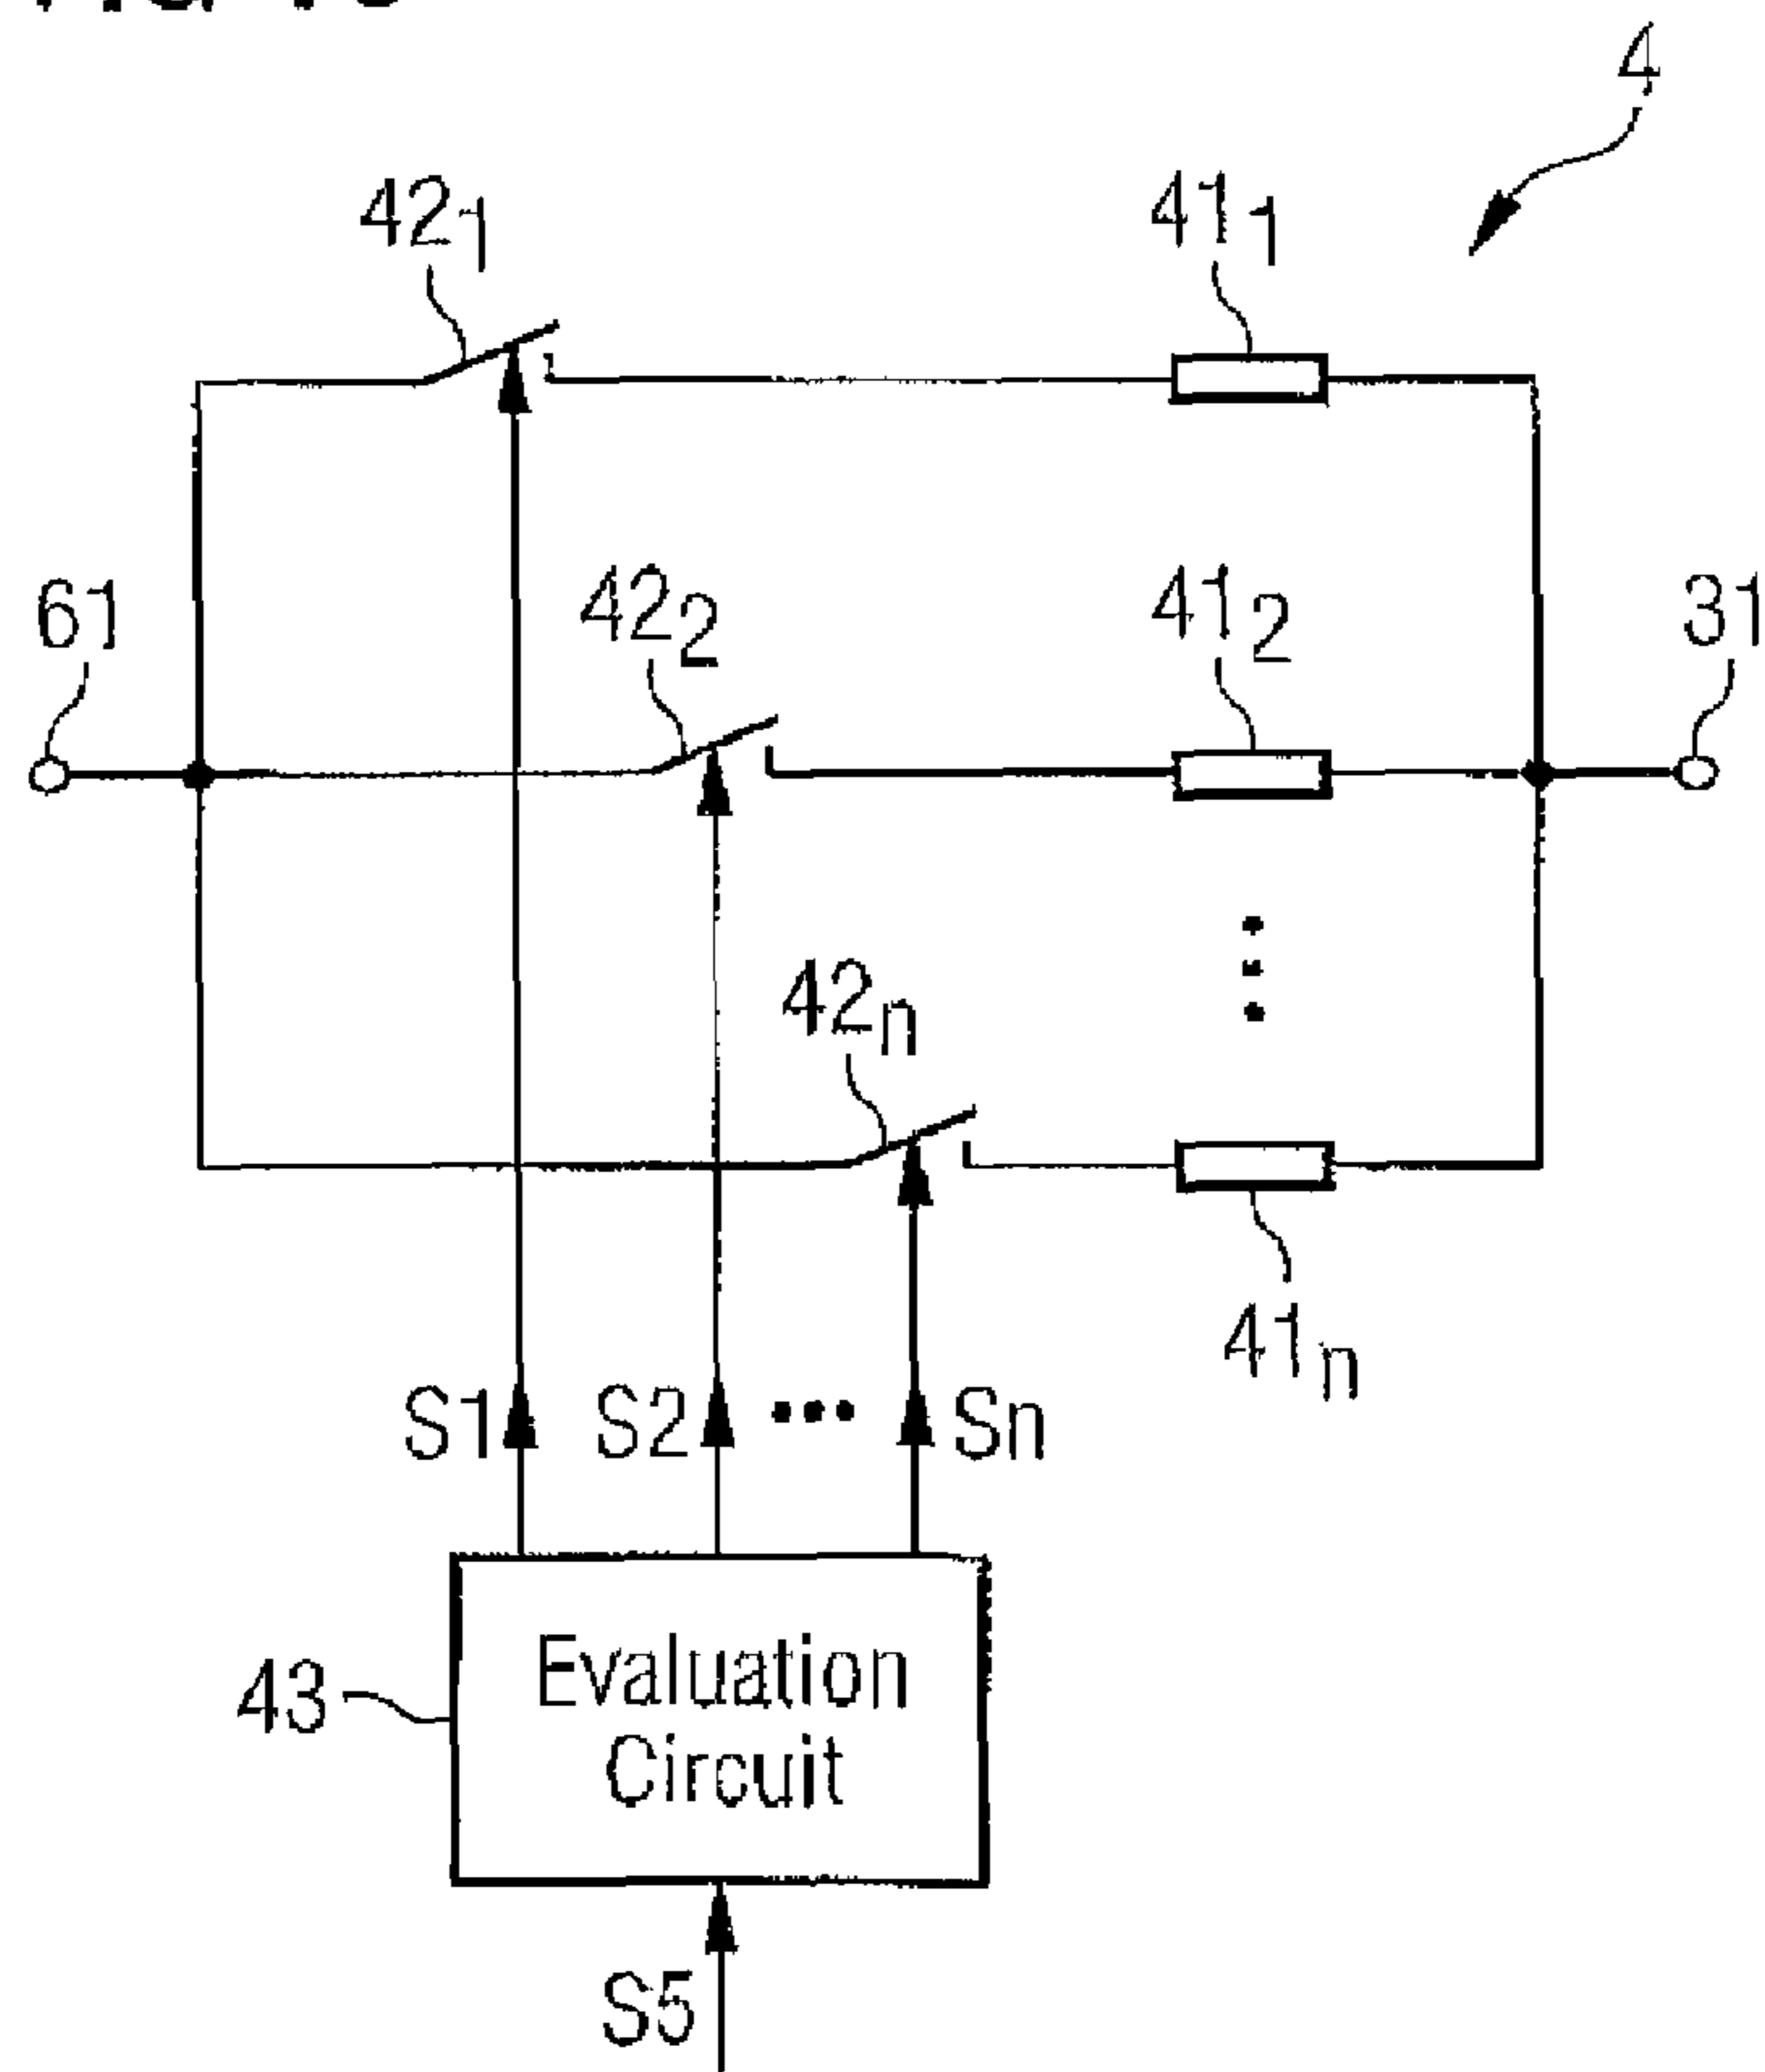 4
42₁
41₁
61
42₂
41₂
31
42ₙ
41ₙ
S1
S2
•••
Sn
43
Evaluation
Circuit
S5